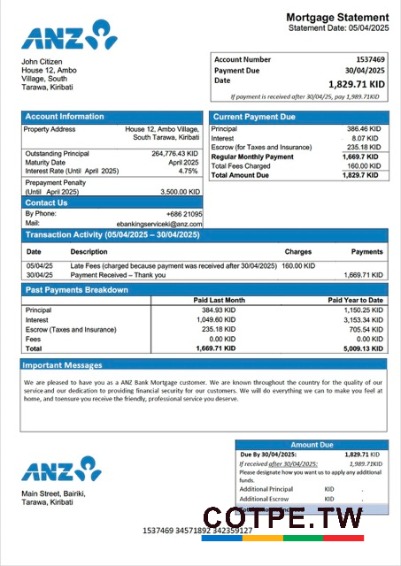 ANZ
Mortgage Statement
Statement Date: 05/04/2025
John Citizen
House 12, Ambo
Village, South
Tarawa, Kiribati
Account Number 1537469
Payment Due 30/04/2025
Date
1,829.71 KID
If payment is received after 30/04/25, pay 1,989.71KID
Account Information
Property Address House 12, Ambo Village,
South Tarawa, Kiribati
Outstanding Principal 264,776.43 KID
Maturity Date April 2025
Interest Rate (Until April 2025) 4.75%
Prepayment Penalty
(Until April 2025) 3,500.00 KID
Contact Us
By Phone: +686 21095
Mail: ebankingserviceki@anz.com
Current Payment Due
Principal 386.46 KID
Interest 8.07 KID
Escrow (for Taxes and Insurance) 235.18 KID
Regular Monthly Payment 1,669.7 KID
Total Fees Charged 160.00 KID
Total Amount Due 1,829.7 KID
Transaction Activity (05/04/2025 – 30/04/2025)
Date Description Charges Payments
05/04/25 Late Fees (charged because payment was received after 30/04/2025) 160.00 KID
30/04/25 Payment Received – Thank you 1,669.71 KID
Past Payments Breakdown
Paid Last Month Paid Year to Date
Principal 384.93 KID 1,150.25 KID
Interest 1,049.60 KID 3,153.34 KID
Escrow (Taxes and Insurance) 235.18 KID 705.54 KID
Fees 0.00 KID 0.00 KID
Total 1,669.71 KID 5,009.13 KID
Important Messages
We are pleased to have you as a ANZ Bank Mortgage customer. We are known throughout the country for the quality of our
service and our dedication to providing financial security for our customers. We will do everything we can to make you feel at
home, and toensure you receive the friendly, professional service you deserve.
ANZ
Main Street, Bairiki,
Tarawa, Kiribati
Amount Due
Due By 30/04/2025: 1,829.71 KID
If received after 30/04/2025: 1,989.71KID
Please designate how you want us to apply any additional
funds.
Additional Principal KID .
Additional Escrow KID .
1537469 34571892 342359127
COTPE.TW